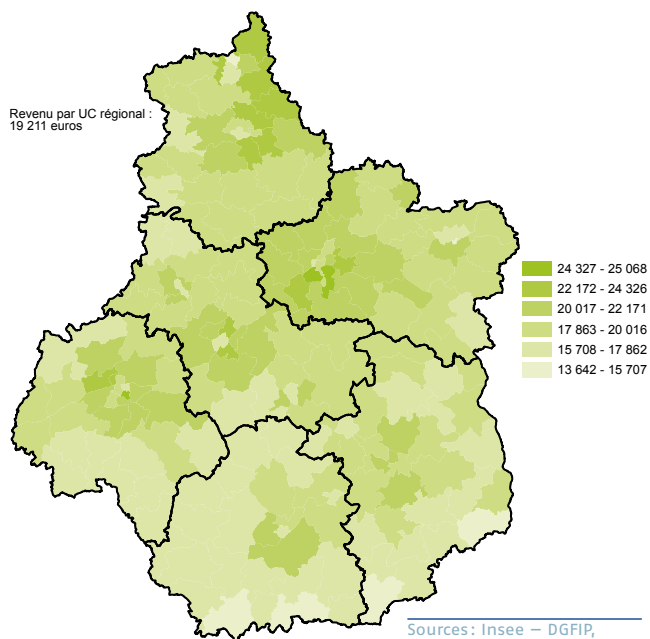 Revenu par UC régional :
19 211 euros
24 327 - 25 068
22 172 - 24 326
20 017 - 22 171
17 863 - 20 016
15 708 - 17 862
13 642 - 15 707
Sources: Insee – DGFIP,